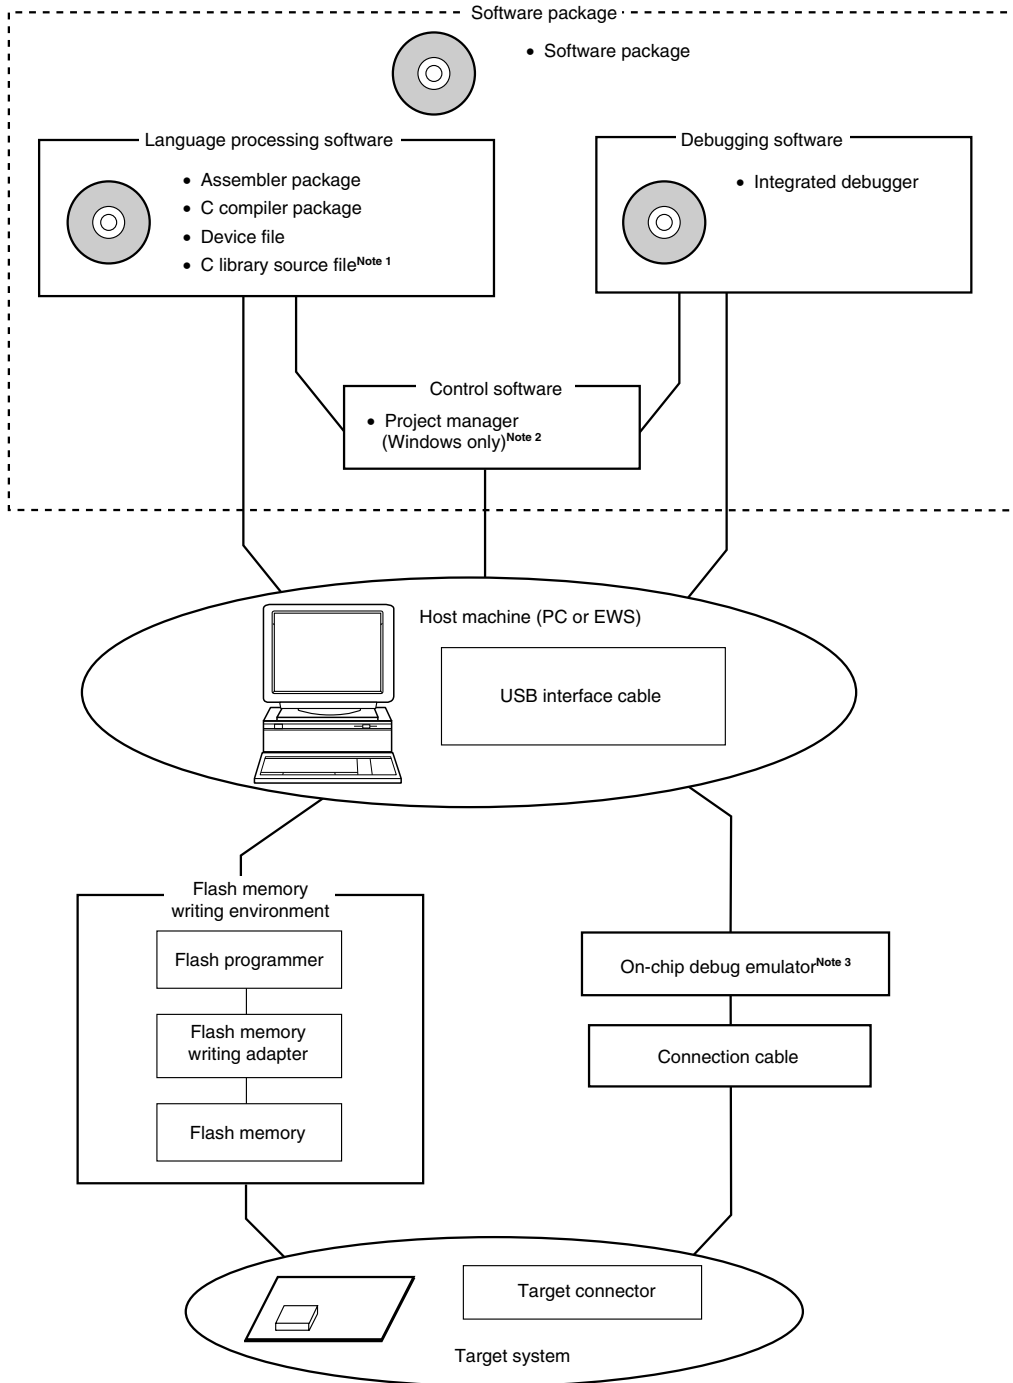 Software package
• Software package
Language processing software
• Assembler package
• C compiler package
• Device file
• C library source fileNote 1
Debugging software
• Integrated debugger
Control software
• Project manager
(Windows only)Note 2
Host machine (PC or EWS)
USB interface cable
Flash memory
writing environment
Flash programmer
Flash memory
writing adapter
Flash memory
On-chip debug emulatorNote 3
Connection cable
Target connector
Target system